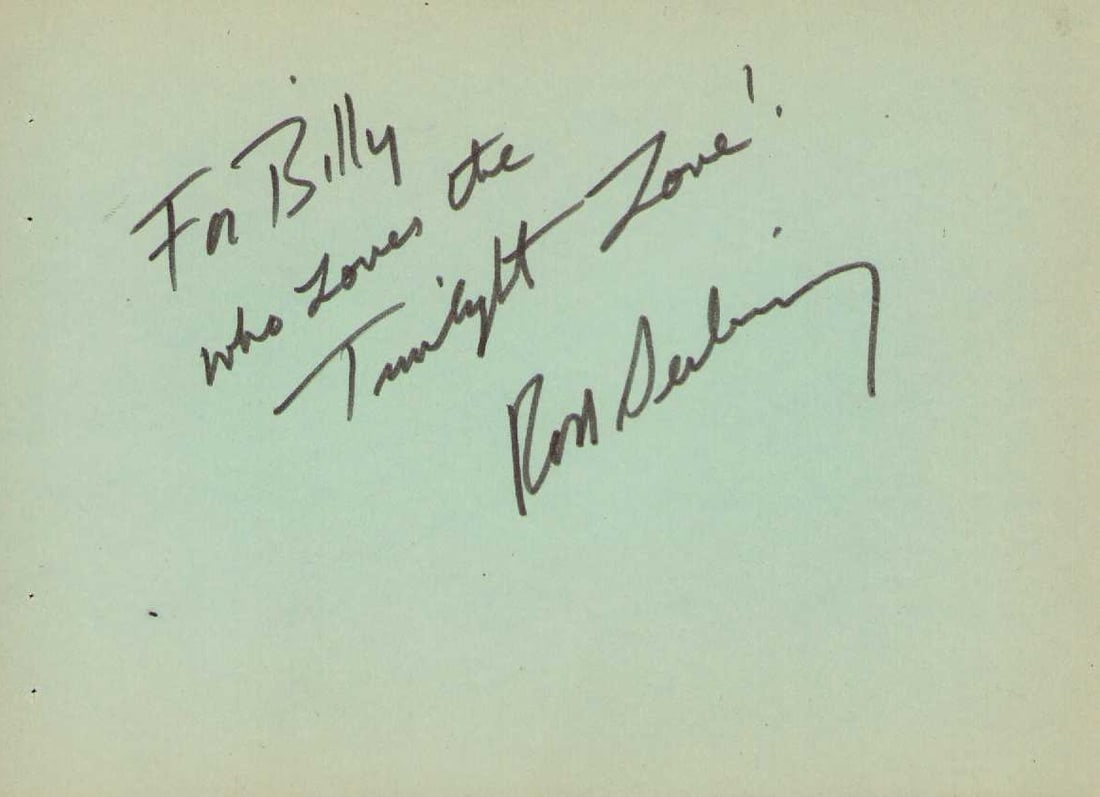 For Billy
who Loves the
Twilight Zone!
Rod Serling